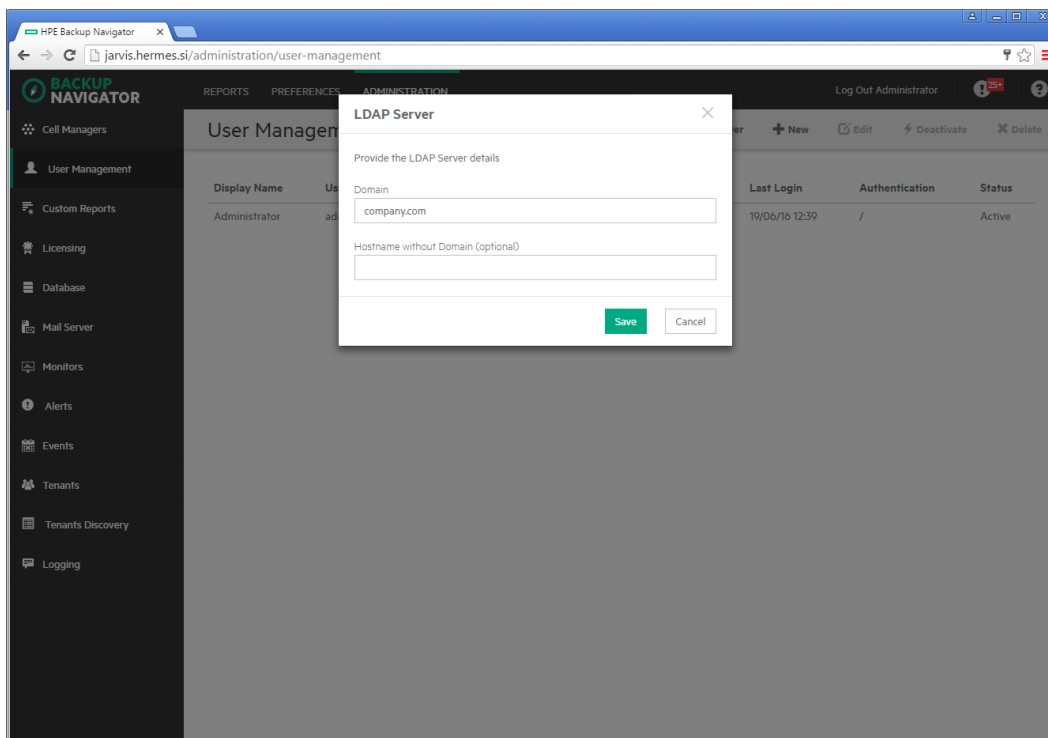 HPE Backup Navigator
jarvis.hermes.si/administration/user-management
BACKUP
NAVIGATOR
REPORTS PREFERENCES ADMINISTRATION
Log Out Administrator
25+
Cell Managers
User Management
Custom Reports
Licensing
Database
Mail Server
Monitors
Alerts
Events
Tenants
Tenants Discovery
Logging
User Managem
New Edit Deactivate Delete
Display Name Us Last Login Authentication Status
Administrator ad 19/06/16 12:39 / Active
LDAP Server
Provide the LDAP Server details
Domain
company.com
Hostname without Domain (optional)
Save Cancel